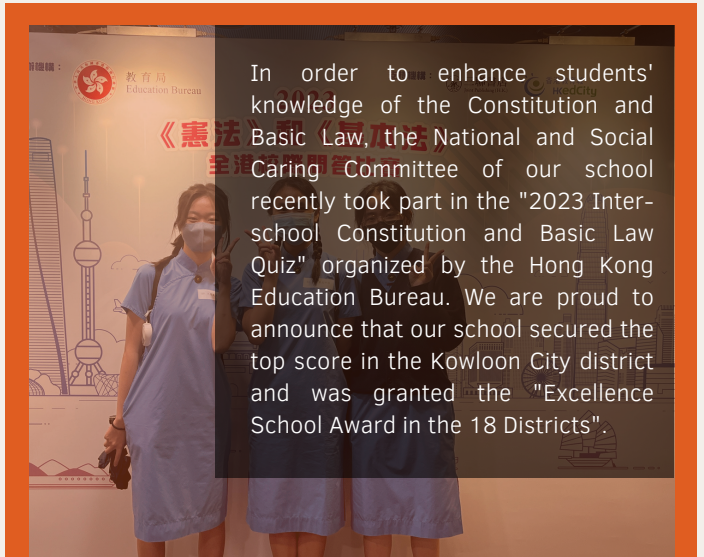 教育局
Education Bureau
2023
《憲法》和《基本法》
HKedCity
In order to enhance students'
knowledge of the Constitution and
Basic Law, the National and Social
Caring Committee of our school
recently took part in the "2023 Inter-
school Constitution and Basic Law
Quiz" organized by the Hong Kong
Education Bureau. We are proud to
announce that our school secured the
top score in the Kowloon City district
and was granted the "Excellence
School Award in the 18 Districts".